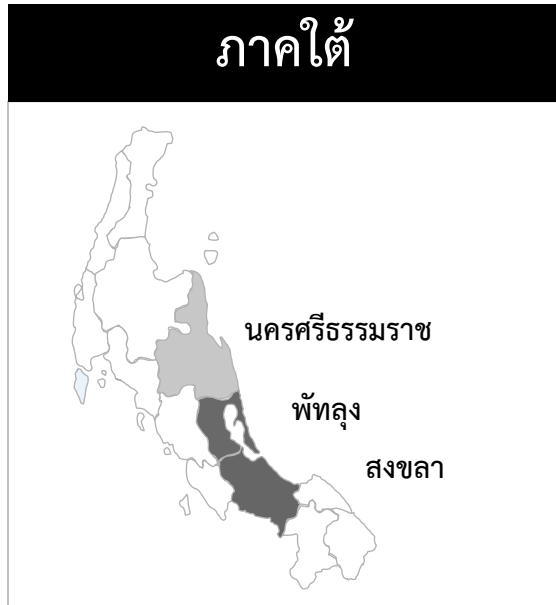 ภาคใต้
นครศรีธรรมราช
พัทลุง
สงขลา